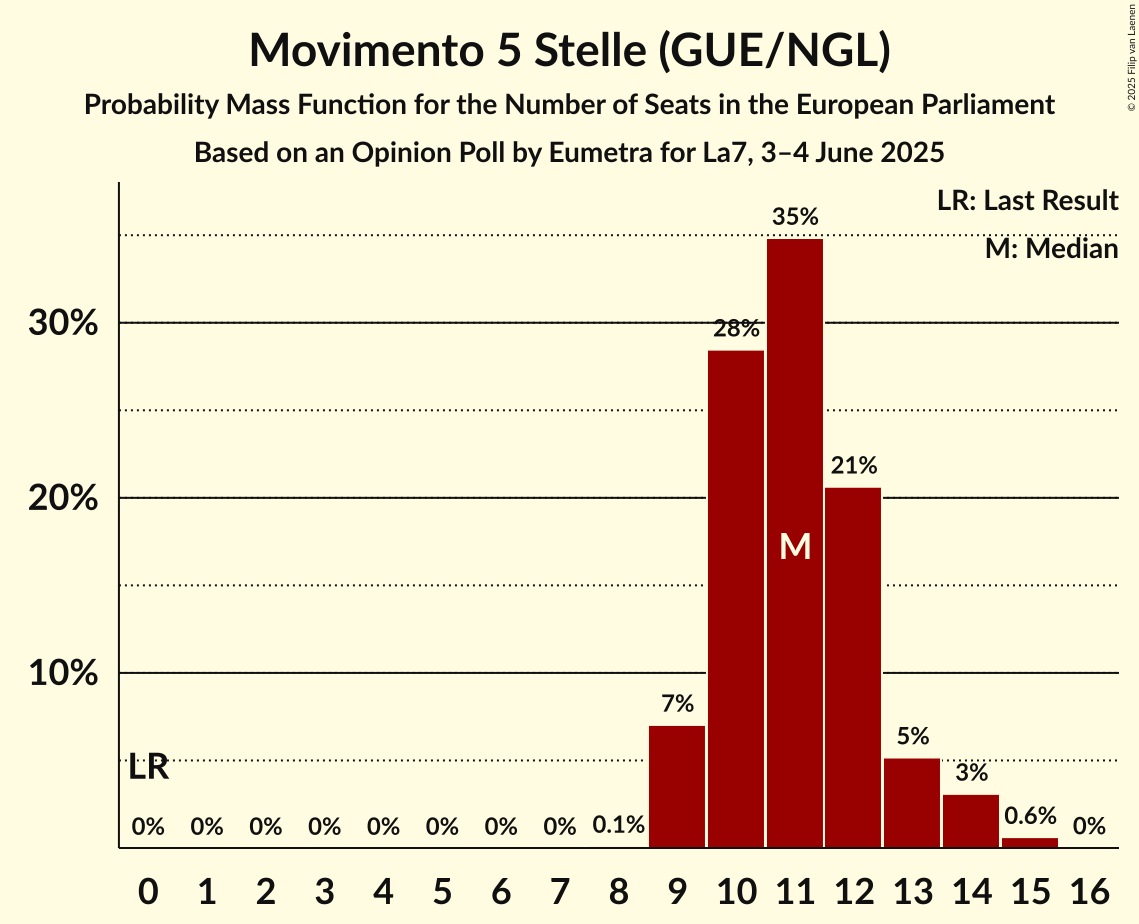 Movimento 5 Stelle (GUE/NGL)
Probability Mass Function for the Number of Seats in the European Parliament
Based on an Opinion Poll by Eumetra for La7, 3–4 June 2025
© 2025 Filip van Laenen
LR: Last Result
M: Median
35%
30%
28%
21%
20%
M
10%
7%
5%
3%
LR
0% 0% 0% 0% 0% 0% 0% 0% 0.1% 0.6% 0%
0 1 2 3 4 5 6 7 8 9 10 11 12 13 14 15 16